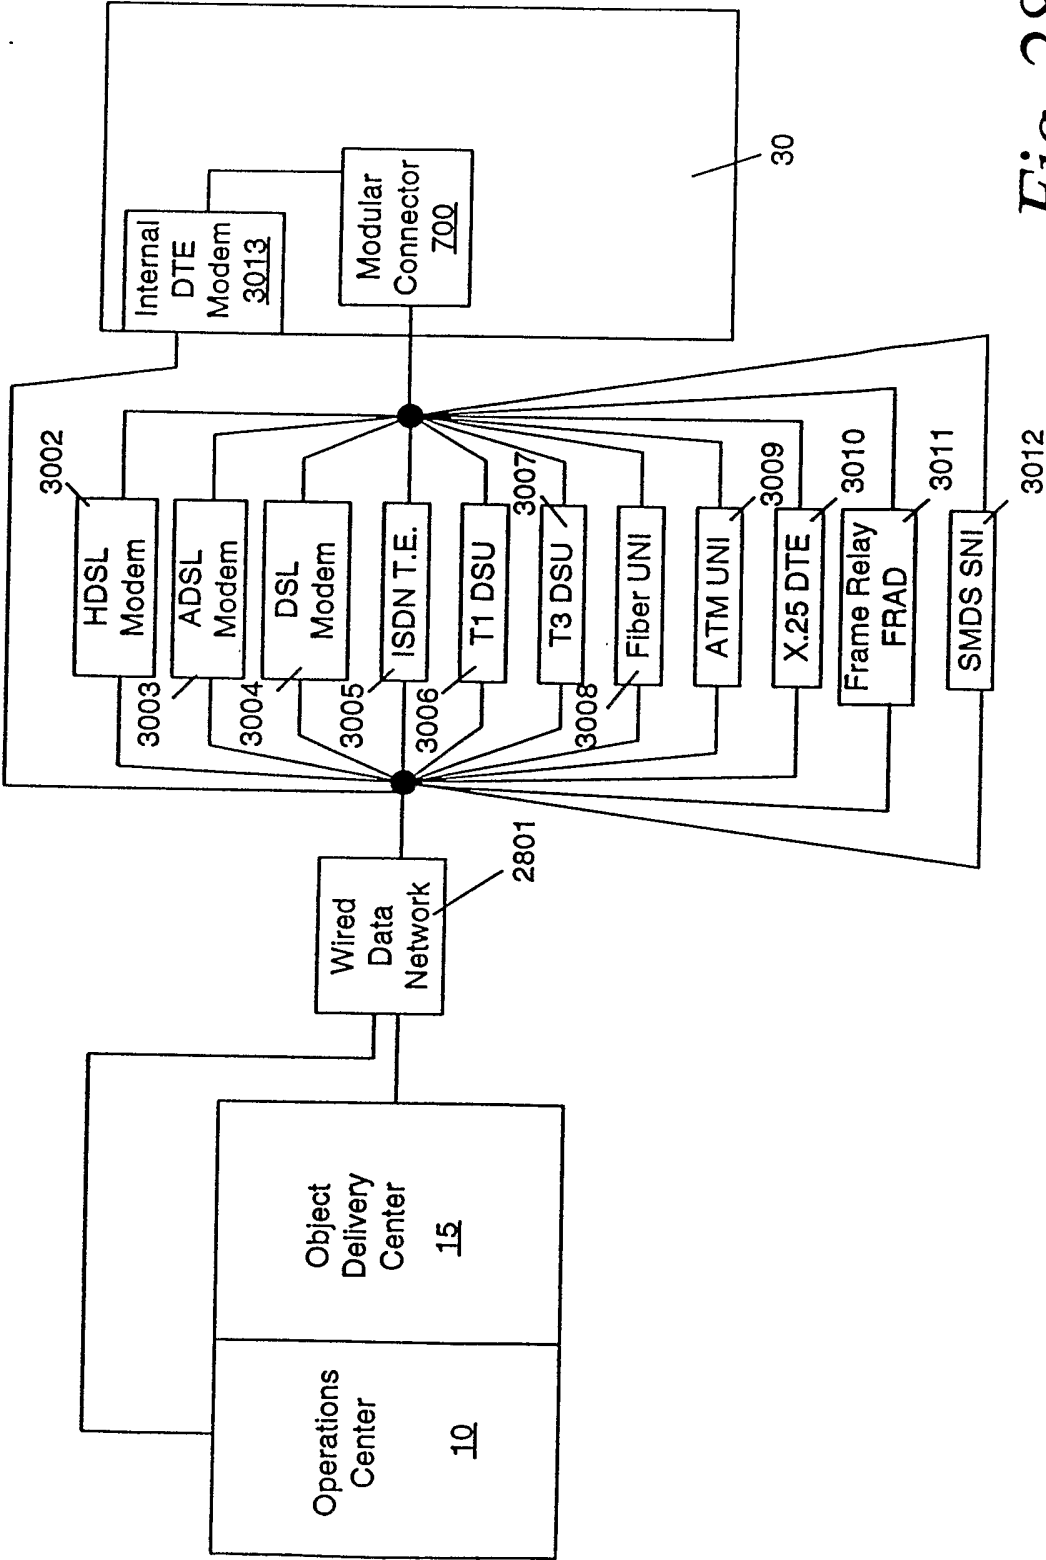 Operations
Center
10
Object
Delivery
Center
15
Wired
Data
Network
2801
HDSL
Modem
3002
ADSL
Modem
3003
DSL
Modem
3004
ISDN T.E.
3005
T1 DSU
3006
T3 DSU
3007
Fiber UNI
3008
ATM UNI
3009
X.25 DTE
3010
Frame Relay
FRAD
3011
SMDS SNI
3012
Internal
DTE
Modem
3013
Modular
Connector
700
30
Fig. 28